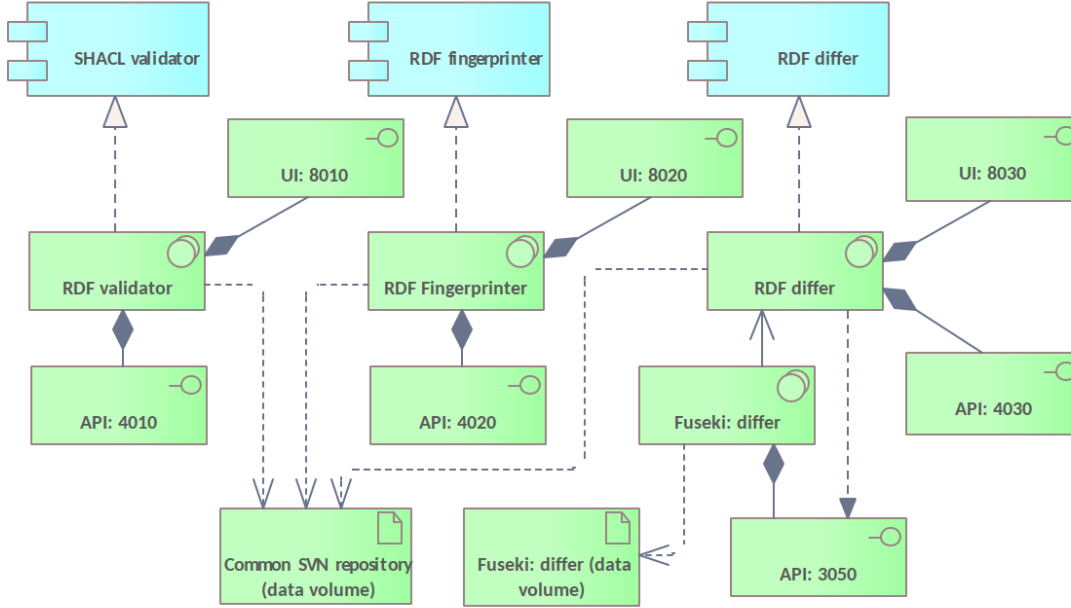 SHACL validator
RDF fingerprinter
RDF differ
UI: 8010
UI: 8020
UI: 8030
RDF validator
RDF Fingerprinter
RDF differ
API: 4010
API: 4020
Fuseki: differ
API: 4030
Common SVN repository
(data volume)
Fuseki: differ (data
volume)
API: 3050